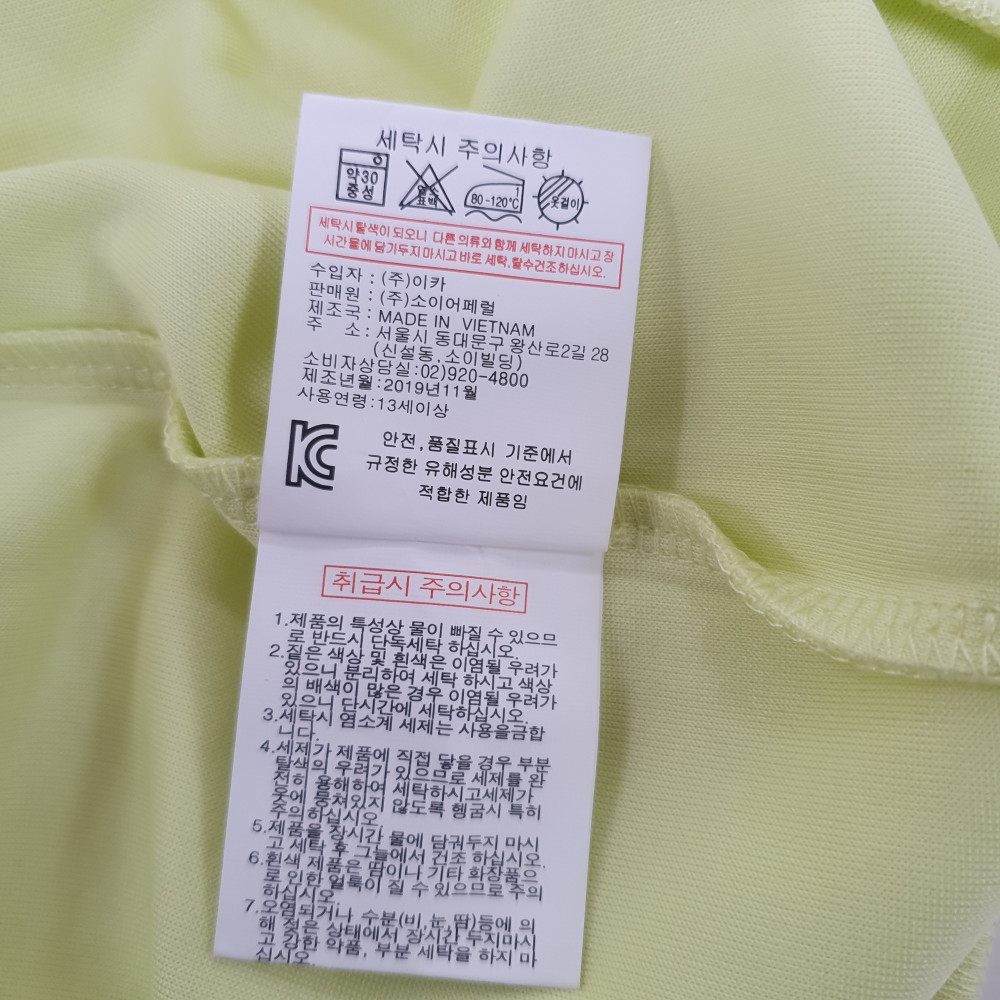 세탁시 주의사항
약30
중성
염소
표백
80-120℃
옷걸이
세탁시 탈색이 되오니 다른 의류와 함께 세탁하지 마시고 장
시간 물에 담가두지 마시고 바로 세탁,탈수건조하십시오.
수입자 : (주)이카
판매원 : (주)소이어페럴
제조국 : MADE IN VIETNAM
주 소: 서울시 동대문구 왕산로2길 28
(신설동,소이빌딩)
소비자상담실:02)920-4800
제조년월:2019년11월
사용연령:13세이상
KC
안전,품질표시 기준에서
규정한 유해성분 안전요건에
적합한 제품임
취급시 주의사항
1.제품의 특성상 물이 빠질 수 있으므
로 반드시 단독세탁 하십시오.
2.짙은 색상 및 흰색은 이염될 우려가
있으니 분리하여 세탁 하시고 색상
의 배색이 많은 경우 이염될 우려가
있으니 단시간에 세탁하십시오.
3.세탁시 염소계 세제는 사용을금합
니다.
4.세제가 제품에 직접 닿을 경우 부분
탈색의 우려가 있으므로 세제를 완
전히 용해하여 세탁하시고세제가
옷에 뭉쳐있지 않도록 헹굼시 특히
주의하십시오.
5.제품을 장시간 물에 담궈두지 마시
고 세탁 후 그늘에서 건조 하십시오.
6.흰색 제품은 땀이나 기타 화장품으
로 인한 얼룩이 질 수 있으므로 주의
하십시오.
7.오염되거나 수분(비,눈,땀)등에 의
해 젖은 상태에서 장시간 두지마시
고 강한 약품, 부분 세탁을 하지 마
십시오.